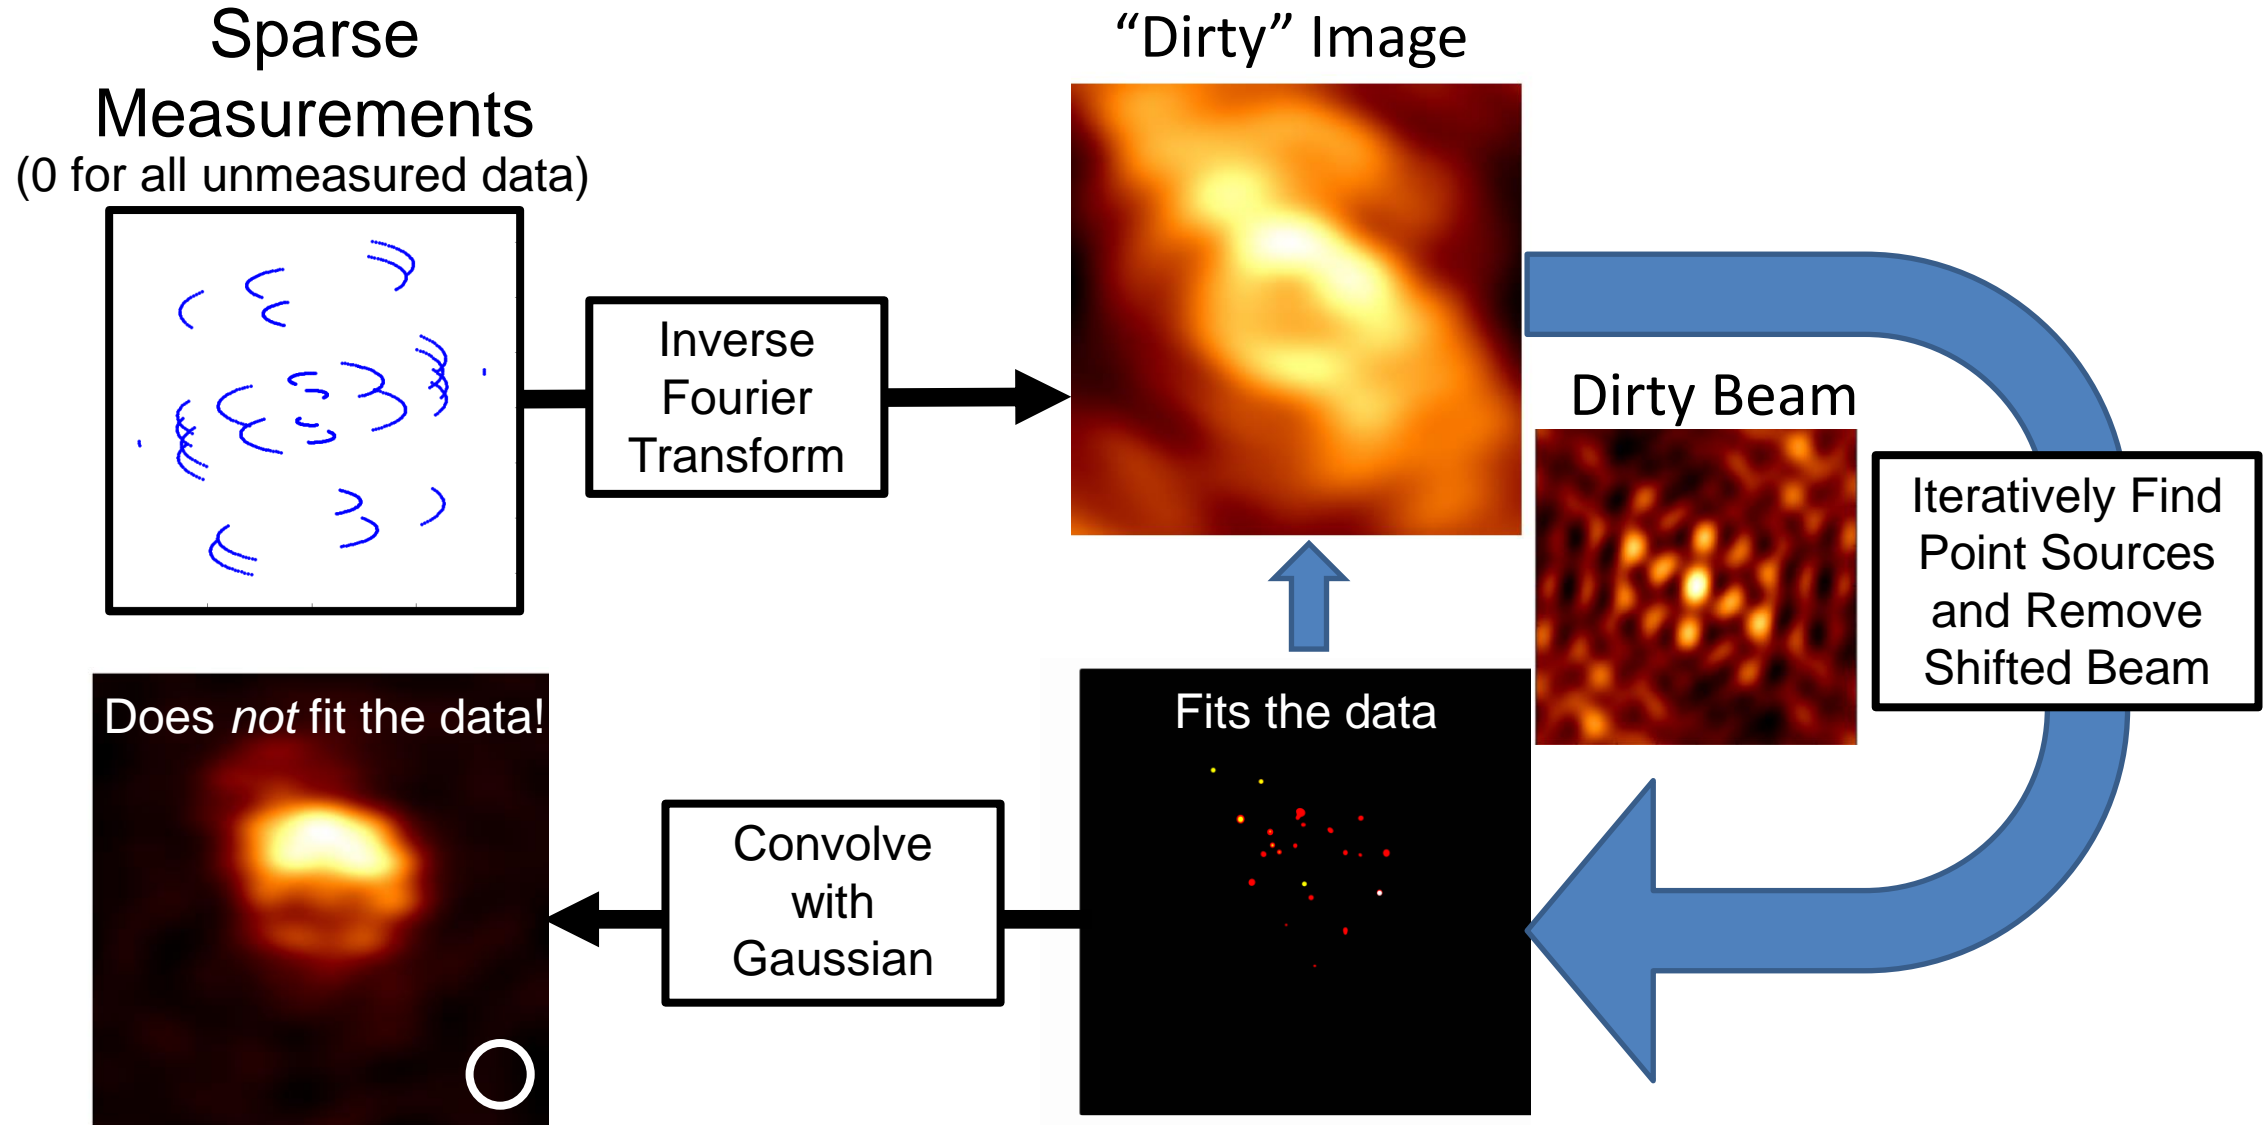 Sparse
Measurements
(0 for all unmeasured data)
Inverse
Fourier
Transform
“Dirty” Image
Dirty Beam
Iteratively Find
Point Sources
and Remove
Shifted Beam
Fits the data
Convolve
with
Gaussian
Does not fit the data!